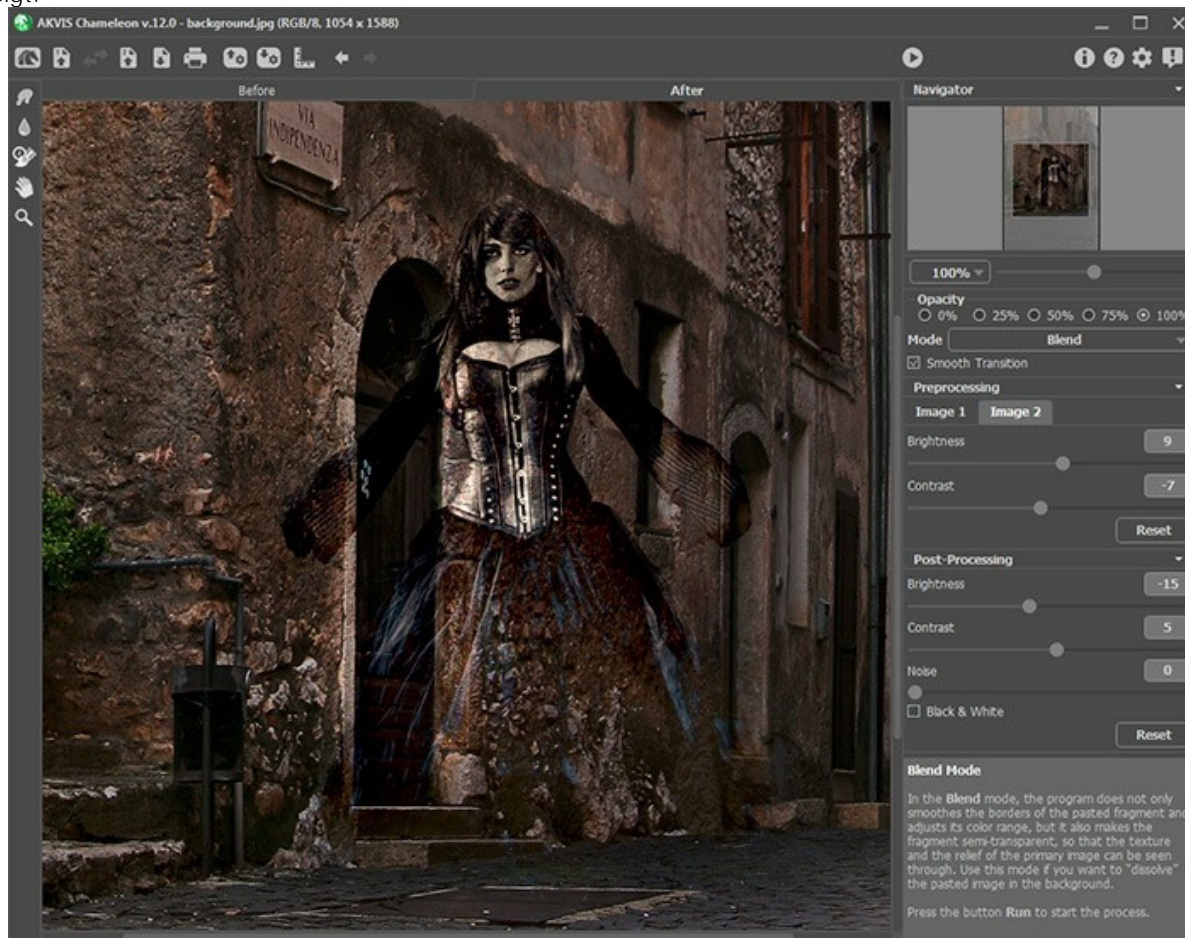 AKVIS Chameleon v.12.0 - background.jpg (RGB/8, 1054 x 1588)
Before
After
Navigator
VIA
INDIPENDENZA
100%
Opacity
0% 25% 50% 75% 100%
Mode Blend
Smooth Transition
Preprocessing
Image 1 Image 2
Brightness 9
Contrast -7
Reset
Post-Processing
Brightness -15
Contrast 5
Noise 0
Black & White
Reset
Blend Mode
In the Blend mode, the program does not only
smoothes the borders of the pasted fragment and
adjusts its color range, but it also makes the
fragment semi-transparent, so that the texture
and the relief of the primary image can be seen
through. Use this mode if you want to "dissolve"
the pasted image in the background.
Press the button Run to start the process.